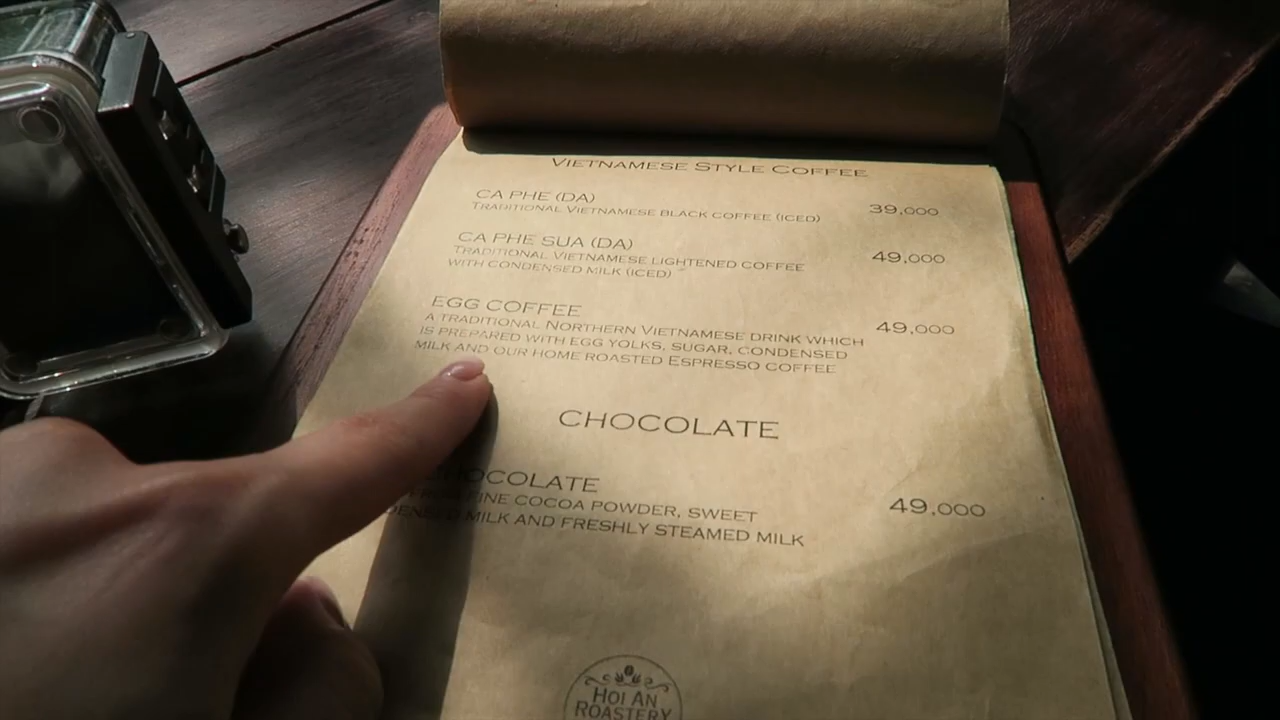 VIETNAMESE STYLE COFFEE
CA PHE (DA)
TRADITIONAL VIETNAMESE BLACK COFFEE (ICED)
39,000
CA PHE SUA (DA)
TRADITIONAL VIETNAMESE LIGHTENED COFFEE
WITH CONDENSED MILK (ICED)
49,000
EGG COFFEE
A TRADITIONAL NORTHERN VIETNAMESE DRINK WHICH
IS PREPARED WITH EGG YOLKS, SUGAR, CONDENSED
MILK AND OUR HOME ROASTED ESPRESSO COFFEE
49,000
CHOCOLATE
CHOCOLATE
FINE COCOA POWDER, SWEET
MILK AND FRESHLY STEAMED MILK
49,000
HOI AN
ROASTERY